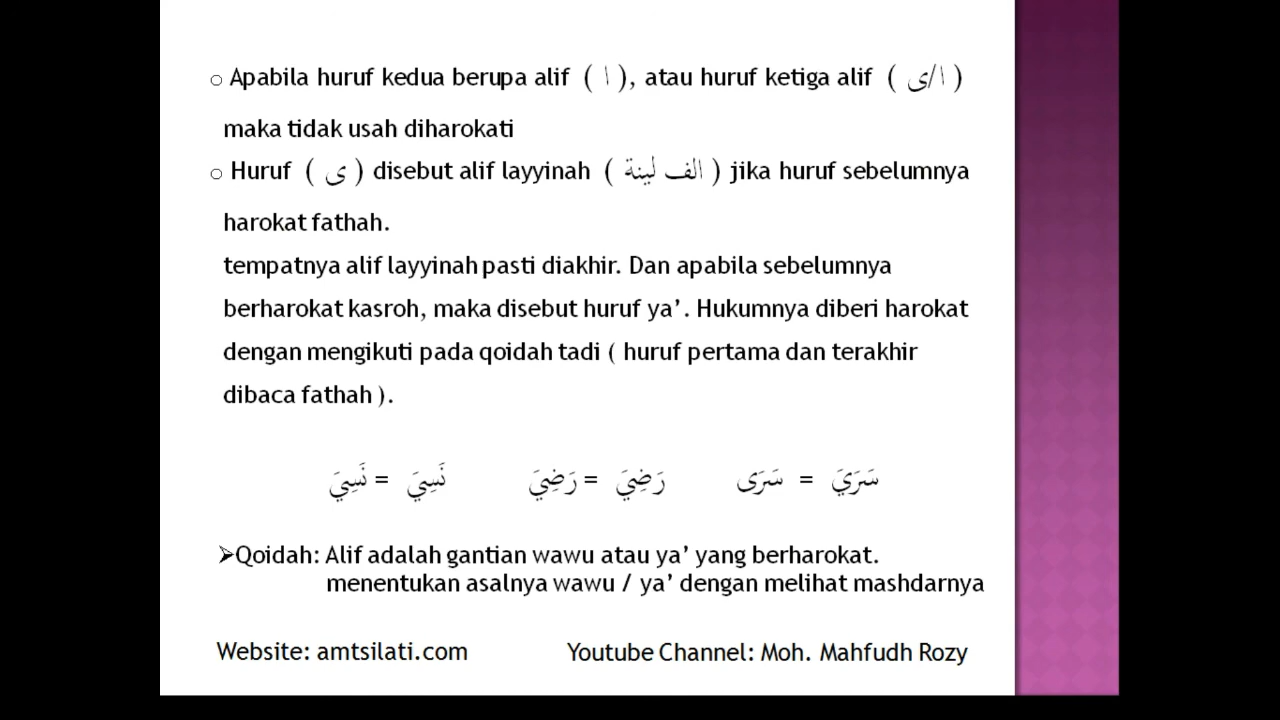 ○ Apabila huruf kedua berupa alif ( ا ), atau huruf ketiga alif ( ا/ى )
maka tidak usah diharokati
○ Huruf ( ى ) disebut alif layyinah ( الف لينة ) jika huruf sebelumnya
harokat fathah.
tempatnya alif layyinah pasti diakhir. Dan apabila sebelumnya
berharokat kasroh, maka disebut huruf ya’. Hukumnya diberi harokat
dengan mengikuti pada qoidah tadi ( huruf pertama dan terakhir
dibaca fathah ).
سَرَيَ = سَرَى رَضِيَ = رَضِيَ نَسِيَ = نَسِيَ
➢Qoidah: Alif adalah gantian wawu atau ya’ yang berharokat.
menentukan asalnya wawu / ya’ dengan melihat mashdarnya
Website: amtsilati.com Youtube Channel: Moh. Mahfudh Rozy